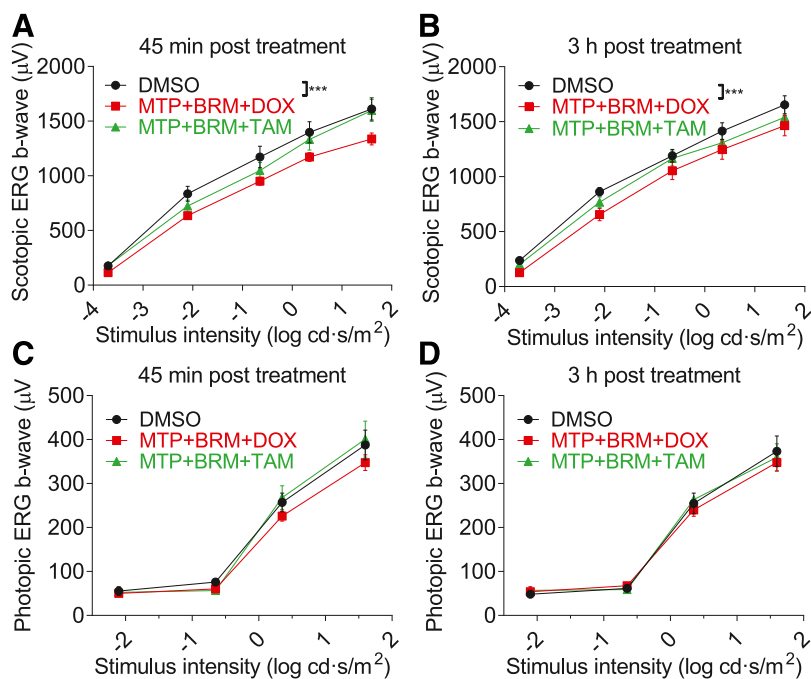 A
45 min post treatment
Scotopic ERG b-wave (μV)
2000
1500
1000
500
0
DMSO
MTP+BRM+DOX
MTP+BRM+TAM
***
-4
-3
-2
-1
0
1
2
Stimulus intensity (log cd·s/m²)
B
3 h post treatment
Scotopic ERG b-wave (μV)
2000
1500
1000
500
0
DMSO
MTP+BRM+DOX
MTP+BRM+TAM
***
-4
-3
-2
-1
0
1
2
Stimulus intensity (log cd·s/m²)
C
45 min post treatment
Photopic ERG b-wave (μV
500
400
300
200
100
0
DMSO
MTP+BRM+DOX
MTP+BRM+TAM
-2
-1
0
1
2
Stimulus intensity (log cd·s/m²)
D
3 h post treatment
Photopic ERG b-wave (μV)
500
400
300
200
100
0
DMSO
MTP+BRM+DOX
MTP+BRM+TAM
-2
-1
0
1
2
Stimulus intensity (log cd·s/m²)